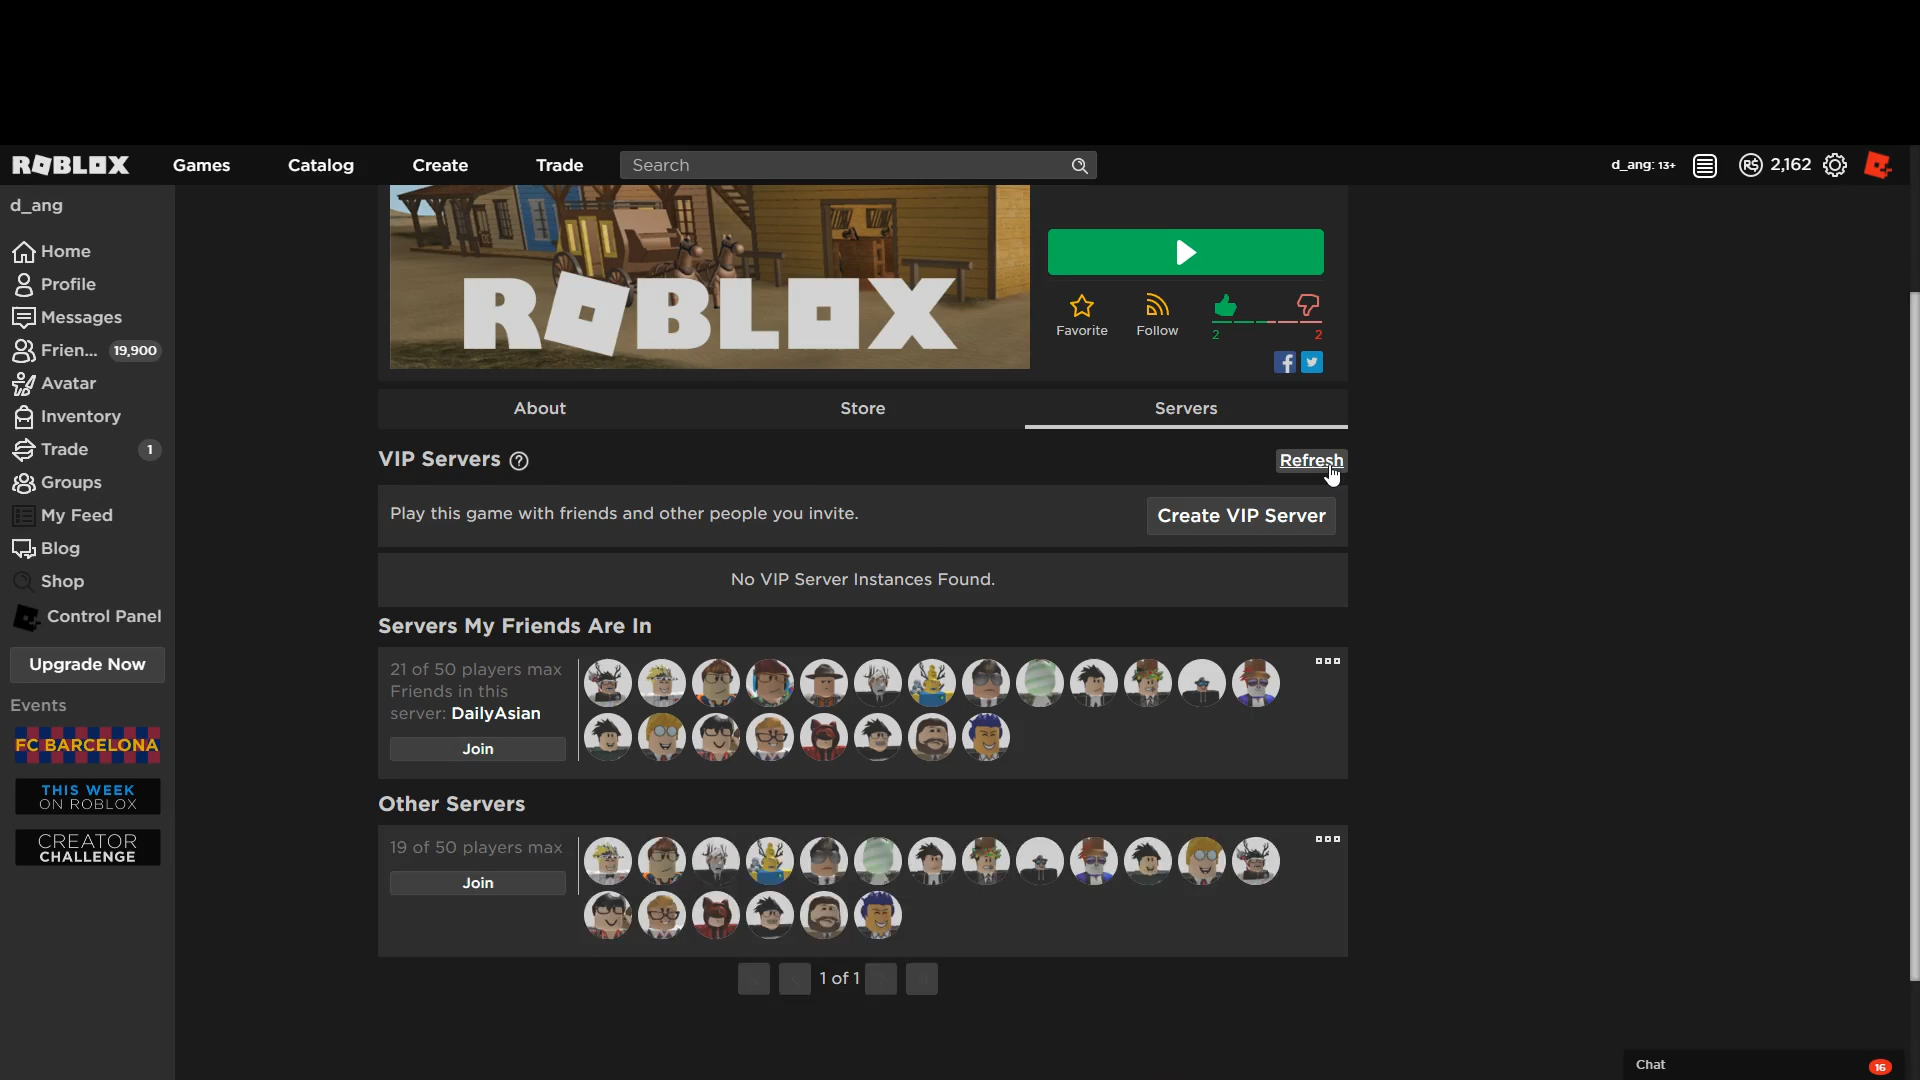 ROBLOX Games Catalog Create Trade Search d_ang: 13+ 2,162
d_ang
Home
Profile
Messages
Frien... 19,900
Avatar
Inventory
Trade 1
Groups
My Feed
Blog
Shop
Control Panel
Upgrade Now
Events
FC BARCELONA
THIS WEEK
ON ROBLOX
CREATOR
CHALLENGE
ROBLOX
Favorite Follow 2 2
About Store Servers
VIP Servers ? Refresh
Play this game with friends and other people you invite. Create VIP Server
No VIP Server Instances Found.
Servers My Friends Are In
21 of 50 players max
Friends in this
server: DailyAsian
Join
Other Servers
19 of 50 players max
Join
1 of 1
Chat 16